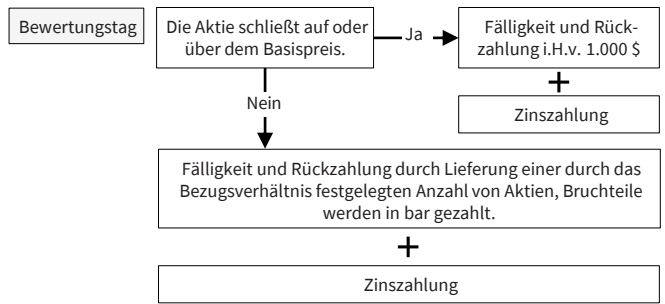 Bewertungstag
Die Aktie schließt auf oder
über dem Basispreis.
Ja
Fälligkeit und Rück-
zahlung i.H.v. 1.000 $
+
Zinszahlung
Nein
Fälligkeit und Rückzahlung durch Lieferung einer durch das
Bezugsverhältnis festgelegten Anzahl von Aktien, Bruchteile
werden in bar gezahlt.
+
Zinszahlung